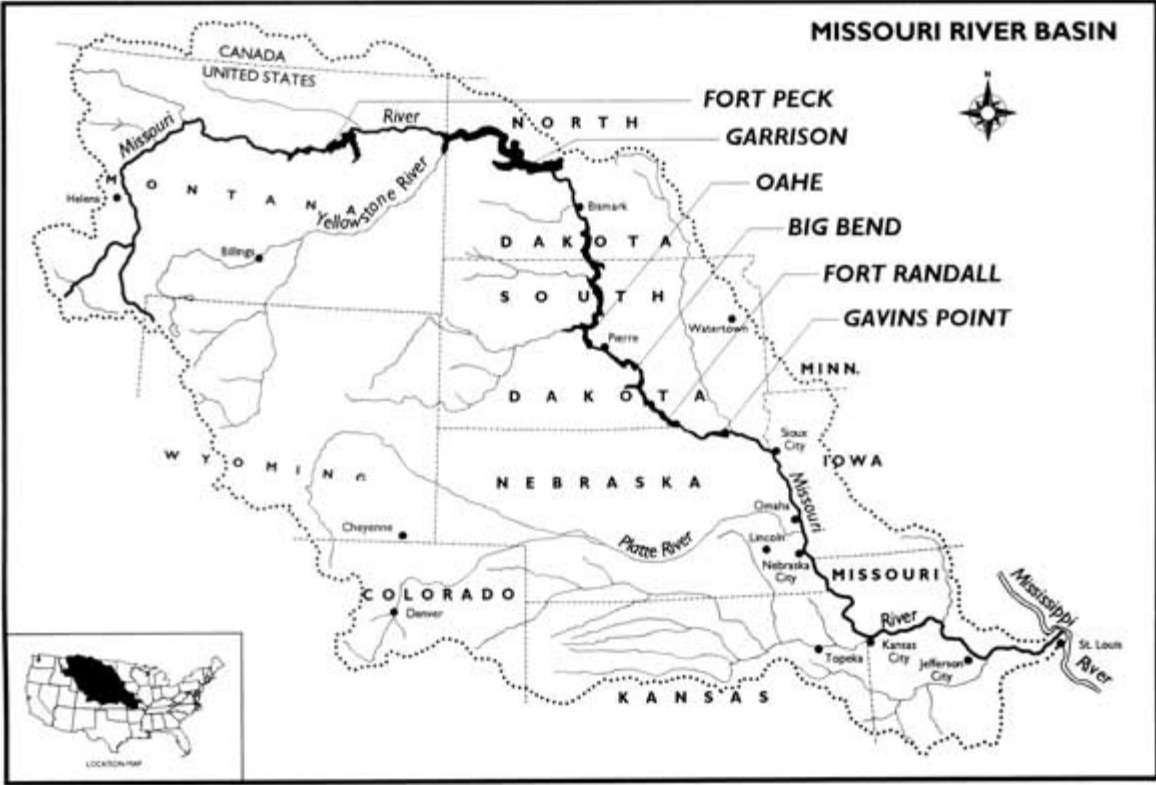 MISSOURI RIVER BASIN
CANADA
UNITED STATES
N
FORT PECK
GARRISON
OAHE
BIG BEND
FORT RANDALL
GAVINS POINT
Missouri
River
NORTH
DAKOTA
MONTANA
Helena
Yellowstone River
Billings
Bismark
SOUTH
DAKOTA
Watertown
Pierre
MINN.
WYOMING
Sioux
City
IOWA
NEBRASKA
Missouri
Omaha
Cheyenne
Platte River
Lincoln
Nebraska
City
MISSOURI
COLORADO
Denver
River
Mississippi
River
St. Louis
Kansas
City
Topeka
Jefferson
City
KANSAS
LOCATION MAP